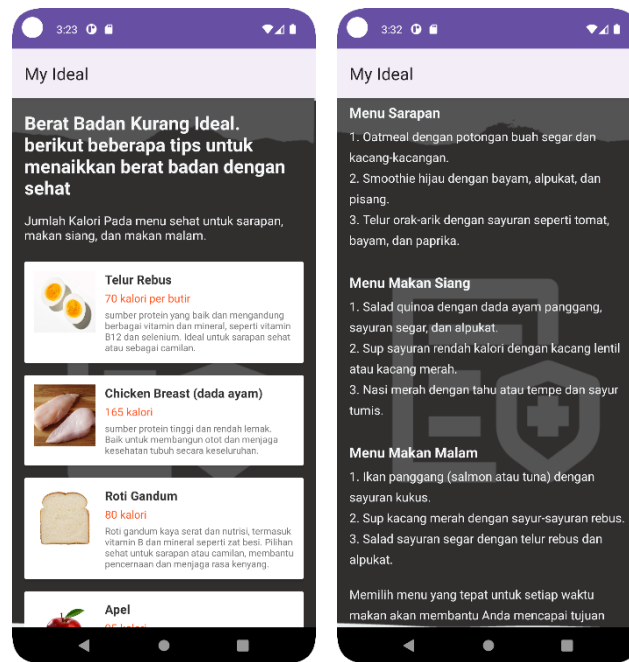 3:23
My Ideal
Berat Badan Kurang Ideal.
berikut beberapa tips untuk
menaikkan berat badan dengan
sehat
Jumlah Kalori Pada menu sehat untuk sarapan,
makan siang, dan makan malam.
Telur Rebus
70 kalori per butir
sumber protein yang baik dan mengandung
berbagai vitamin dan mineral, seperti vitamin
B12 dan selenium. Ideal untuk sarapan sehat
atau sebagai camilan.
Chicken Breast (dada ayam)
165 kalori
sumber protein tinggi dan rendah lemak.
Baik untuk membangun otot dan menjaga
kesehatan tubuh secara keseluruhan.
Roti Gandum
80 kalori
Roti gandum kaya serat dan nutrisi, termasuk
vitamin B dan mineral seperti zat besi. Pilihan
sehat untuk sarapan atau camilan, membantu
pencernaan dan menjaga rasa kenyang.
Apel
95 kalori
3:32
My Ideal
Menu Sarapan
1. Oatmeal dengan potongan buah segar dan
kacang-kacangan.
2. Smoothie hijau dengan bayam, alpukat, dan
pisang.
3. Telur orak-arik dengan sayuran seperti tomat,
bayam, dan paprika.
Menu Makan Siang
1. Salad quinoa dengan dada ayam panggang,
sayuran segar, dan alpukat.
2. Sup sayuran rendah kalori dengan kacang lentil
atau kacang merah.
3. Nasi merah dengan tahu atau tempe dan sayur
tumis.
Menu Makan Malam
1. Ikan panggang (salmon atau tuna) dengan
sayuran kukus.
2. Sup kacang merah dengan sayur-sayuran rebus.
3. Salad sayuran segar dengan telur rebus dan
alpukat.
Memilih menu yang tepat untuk setiap waktu
makan akan membantu Anda mencapai tujuan